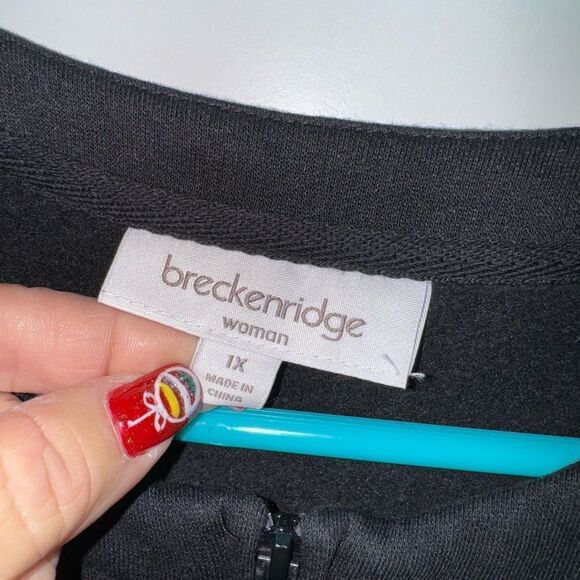 breckenridge
woman
1X
MADE IN
CHINA